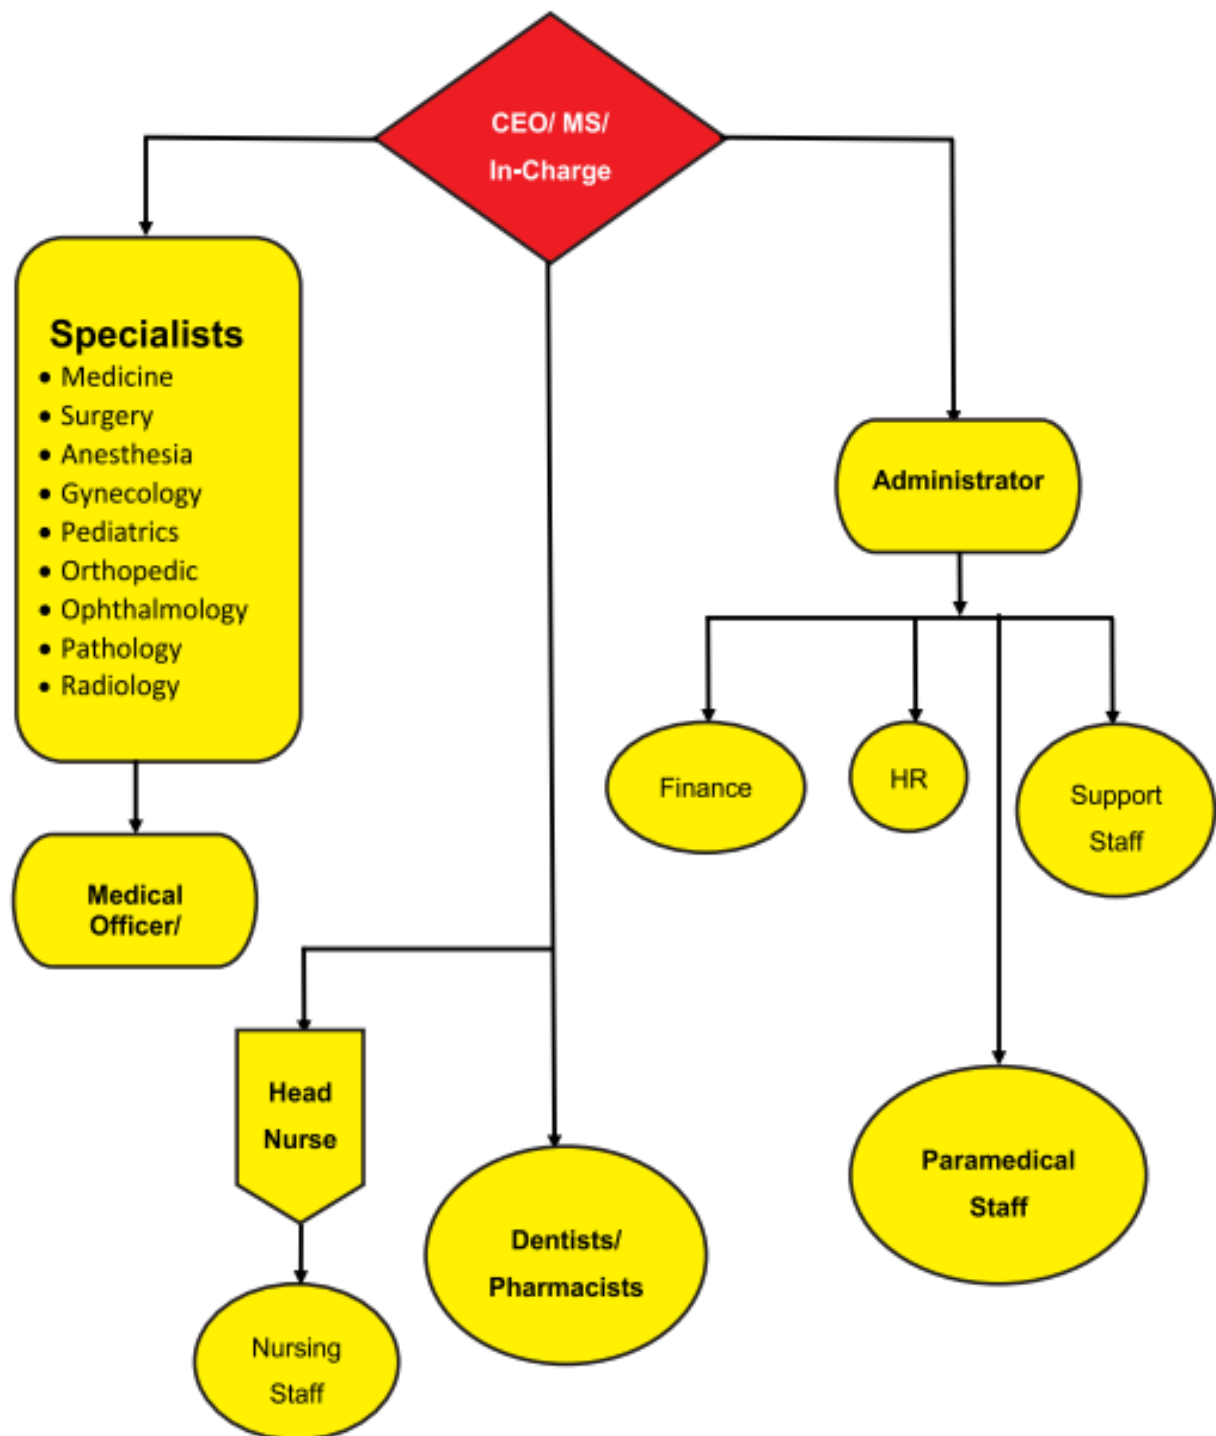 CEO/ MS/
In-Charge
Specialists
• Medicine
• Surgery
• Anesthesia
• Gynecology
• Pediatrics
• Orthopedic
• Ophthalmology
• Pathology
• Radiology
Administrator
Finance
HR
Support
Staff
Medical
Officer/
Head
Nurse
Paramedical
Staff
Dentists/
Pharmacists
Nursing
Staff